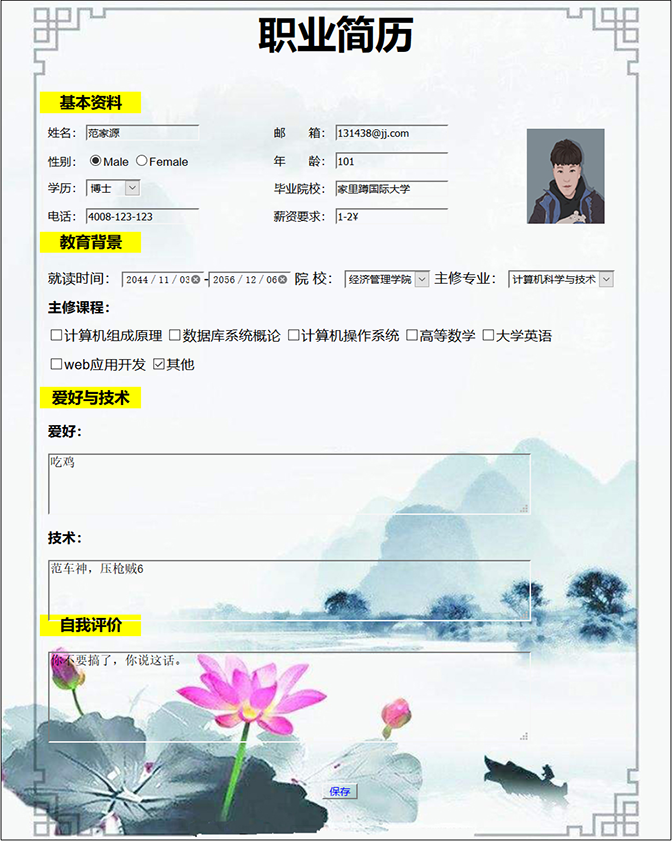 职业简历
基本资料
姓名: 范家源 邮 箱: 131438@jj.com
性别: Male Female 年 龄: 101
学历: 博士 毕业院校: 家里蹲国际大学
电话: 4008-123-123 薪资要求: 1-2¥
教育背景
就读时间: 2044 / 11 / 03 - 2056 / 12 / 06 院 校: 经济管理学院 主修专业: 计算机科学与技术
主修课程:
计算机组成原理 数据库系统概论 计算机操作系统 高等数学 大学英语
web应用开发 其他
爱好与技术
爱好:
吃鸡
技术:
范车神，压枪贼6
自我评价
你不要搞了，你说这话。
保存